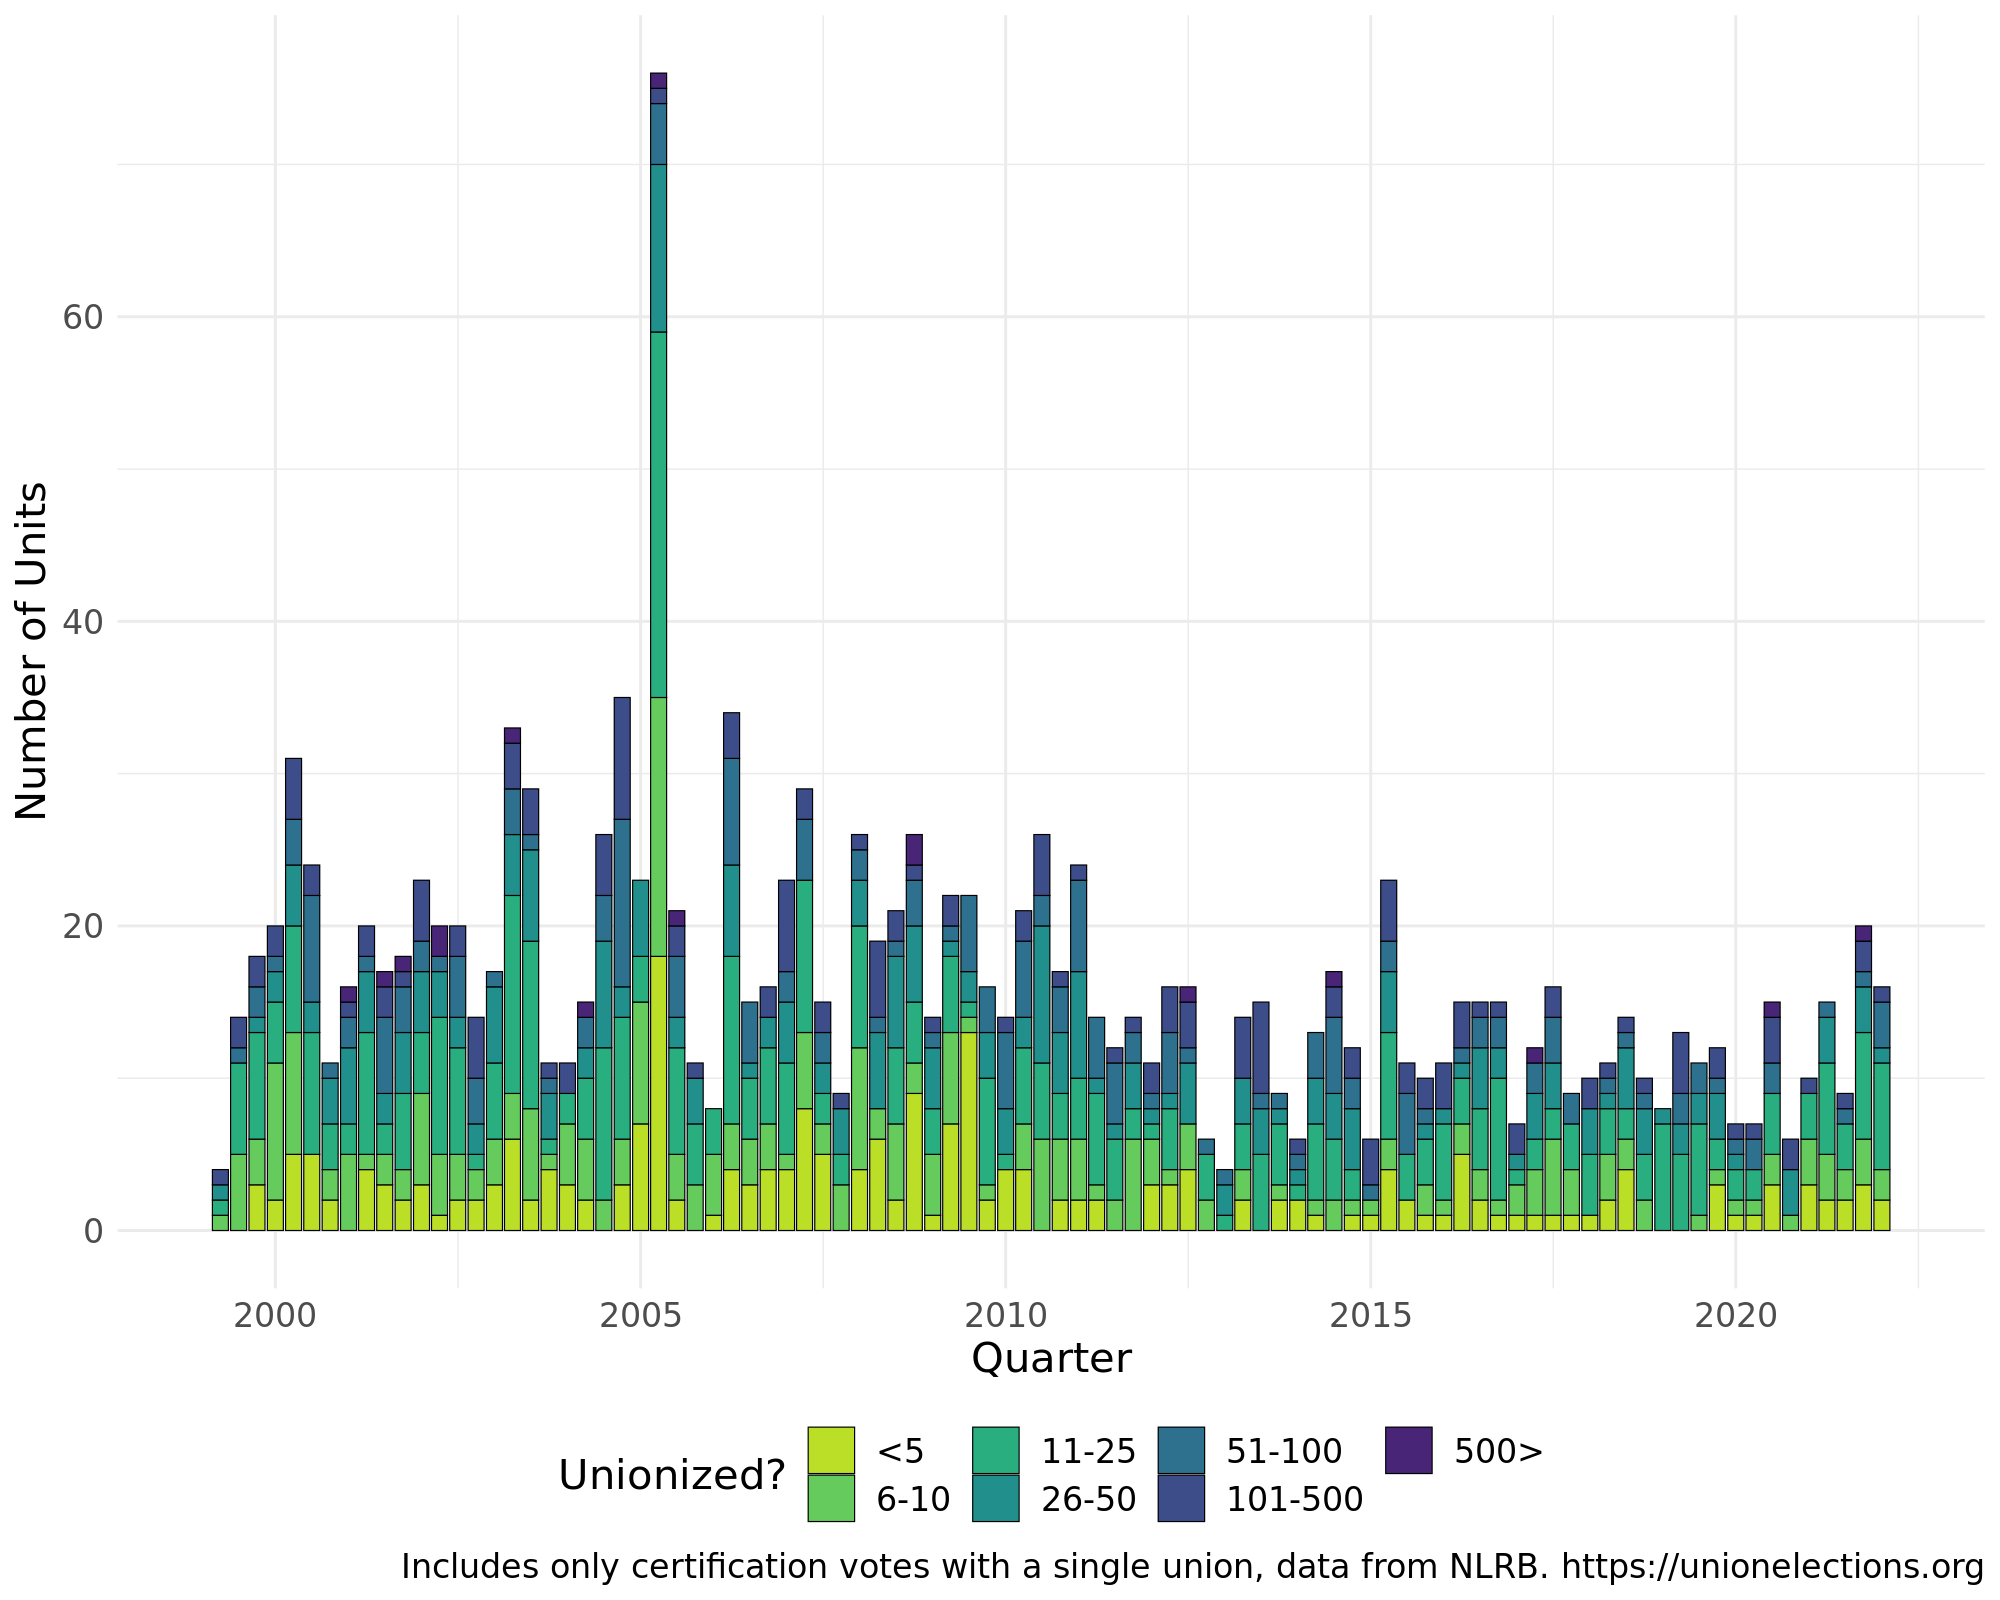 Number of Units
60
40
20
0
2000 2005 2010 2015 2020
Quarter
Unionized?
<5 11-25 51-100 500>
6-10 26-50 101-500
Includes only certification votes with a single union, data from NLRB. https://unionelections.org